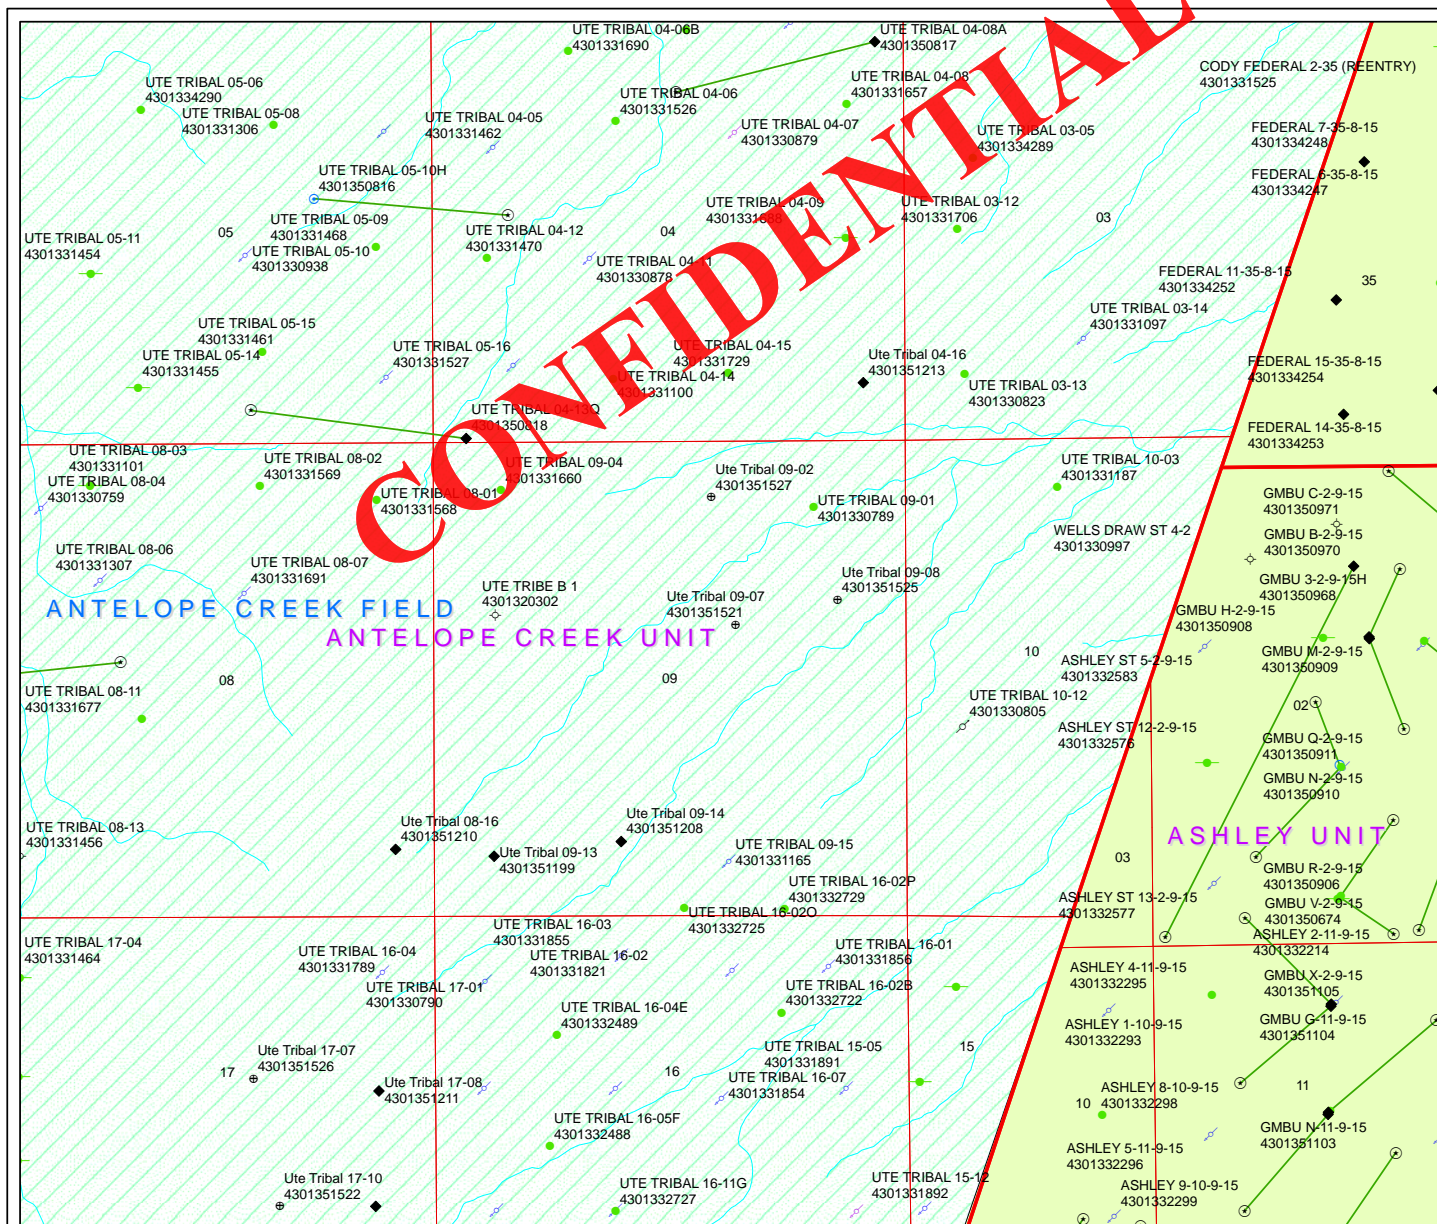 UTE TRIBAL 04-06B
4301331690
UTE TRIBAL 04-08A
4301350817
CONFIDENTIAL
CODY FEDERAL 2-35 (REENTRY)
4301331525
UTE TRIBAL 05-06
4301334290
UTE TRIBAL 05-08
4301331306
UTE TRIBAL 04-05
4301331462
UTE TRIBAL 04-06
4301331526
UTE TRIBAL 04-08
4301331657
UTE TRIBAL 04-07
4301330879
UTE TRIBAL 03-05
4301334289
FEDERAL 7-35-8-15
4301334248
FEDERAL 6-35-8-15
4301334247
UTE TRIBAL 05-10H
4301350816
UTE TRIBAL 05-09
4301331468
UTE TRIBAL 05-10
4301330938
UTE TRIBAL 05-11
4301331454
05
UTE TRIBAL 04-12
4301331470
04
UTE TRIBAL 04-11
4301330878
UTE TRIBAL 04-09
4301331688
UTE TRIBAL 03-12
4301331706
03
FEDERAL 11-35-8-15
4301334252
35
UTE TRIBAL 03-14
4301331097
UTE TRIBAL 05-15
4301331461
UTE TRIBAL 05-14
4301331455
UTE TRIBAL 05-16
4301331527
UTE TRIBAL 04-15
4301331729
UTE TRIBAL 04-14
4301331100
Ute Tribal 04-16
4301351213
UTE TRIBAL 03-13
4301330823
FEDERAL 15-35-8-15
4301334254
FEDERAL 14-35-8-15
4301334253
UTE TRIBAL 04-13Q
4301350818
UTE TRIBAL 08-03
4301331101
UTE TRIBAL 08-04
4301330759
UTE TRIBAL 08-02
4301331569
UTE TRIBAL 08-01
4301331568
UTE TRIBAL 09-04
4301331660
Ute Tribal 09-02
4301351527
UTE TRIBAL 09-01
4301330789
UTE TRIBAL 10-03
4301331187
WELLS DRAW ST 4-2
4301330997
GMBU C-2-9-15
4301350971
GMBU B-2-9-15
4301350970
GMBU 3-2-9-15H
4301350968
GMBU H-2-9-15
4301350908
GMBU M-2-9-15
4301350909
UTE TRIBAL 08-06
4301331307
UTE TRIBAL 08-07
4301331691
UTE TRIBE B 1
4301320302
Ute Tribal 09-07
4301351521
Ute Tribal 09-08
4301351525
ANTELOPE CREEK FIELD
ANTELOPE CREEK UNIT
10
ASHLEY ST 5-2-9-15
4301332583
08
09
UTE TRIBAL 08-11
4301331677
UTE TRIBAL 10-12
4301330805
02
ASHLEY ST 12-2-9-15
4301332576
GMBU Q-2-9-15
4301350911
GMBU N-2-9-15
4301350910
ASHLEY UNIT
UTE TRIBAL 08-13
4301331456
Ute Tribal 08-16
4301351210
Ute Tribal 09-13
4301351199
Ute Tribal 09-14
4301351208
UTE TRIBAL 09-15
4301331165
03
GMBU R-2-9-15
4301350906
GMBU V-2-9-15
4301350674
ASHLEY ST 13-2-9-15
4301332577
ASHLEY 2-11-9-15
4301332214
UTE TRIBAL 16-02P
4301332729
UTE TRIBAL 16-02O
4301332725
UTE TRIBAL 16-03
4301331855
UTE TRIBAL 16-02
4301331821
UTE TRIBAL 16-01
4301331856
UTE TRIBAL 17-04
4301331464
UTE TRIBAL 16-04
4301331789
UTE TRIBAL 17-01
4301330790
UTE TRIBAL 16-02B
4301332722
UTE TRIBAL 16-04E
4301332489
ASHLEY 4-11-9-15
4301332295
GMBU X-2-9-15
4301351105
ASHLEY 1-10-9-15
4301332293
GMBU G-11-9-15
4301351104
Ute Tribal 17-07
4301351526
17
Ute Tribal 17-08
4301351211
UTE TRIBAL 15-05
4301331891
15
16
UTE TRIBAL 16-07
4301331854
11
ASHLEY 8-10-9-15
4301332298
10
UTE TRIBAL 16-05F
4301332488
GMBU N-11-9-15
4301351103
ASHLEY 5-11-9-15
4301332296
Ute Tribal 17-10
4301351522
UTE TRIBAL 16-11G
4301332727
UTE TRIBAL 15-12
4301331892
ASHLEY 9-10-9-15
4301332299